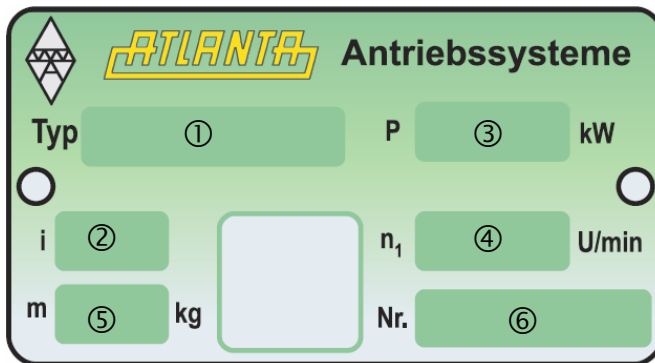 ATLANTA Antriebssysteme
Typ ① P ③ kW
i ② n₁ ④ U/min
m ⑤ kg Nr. ⑥